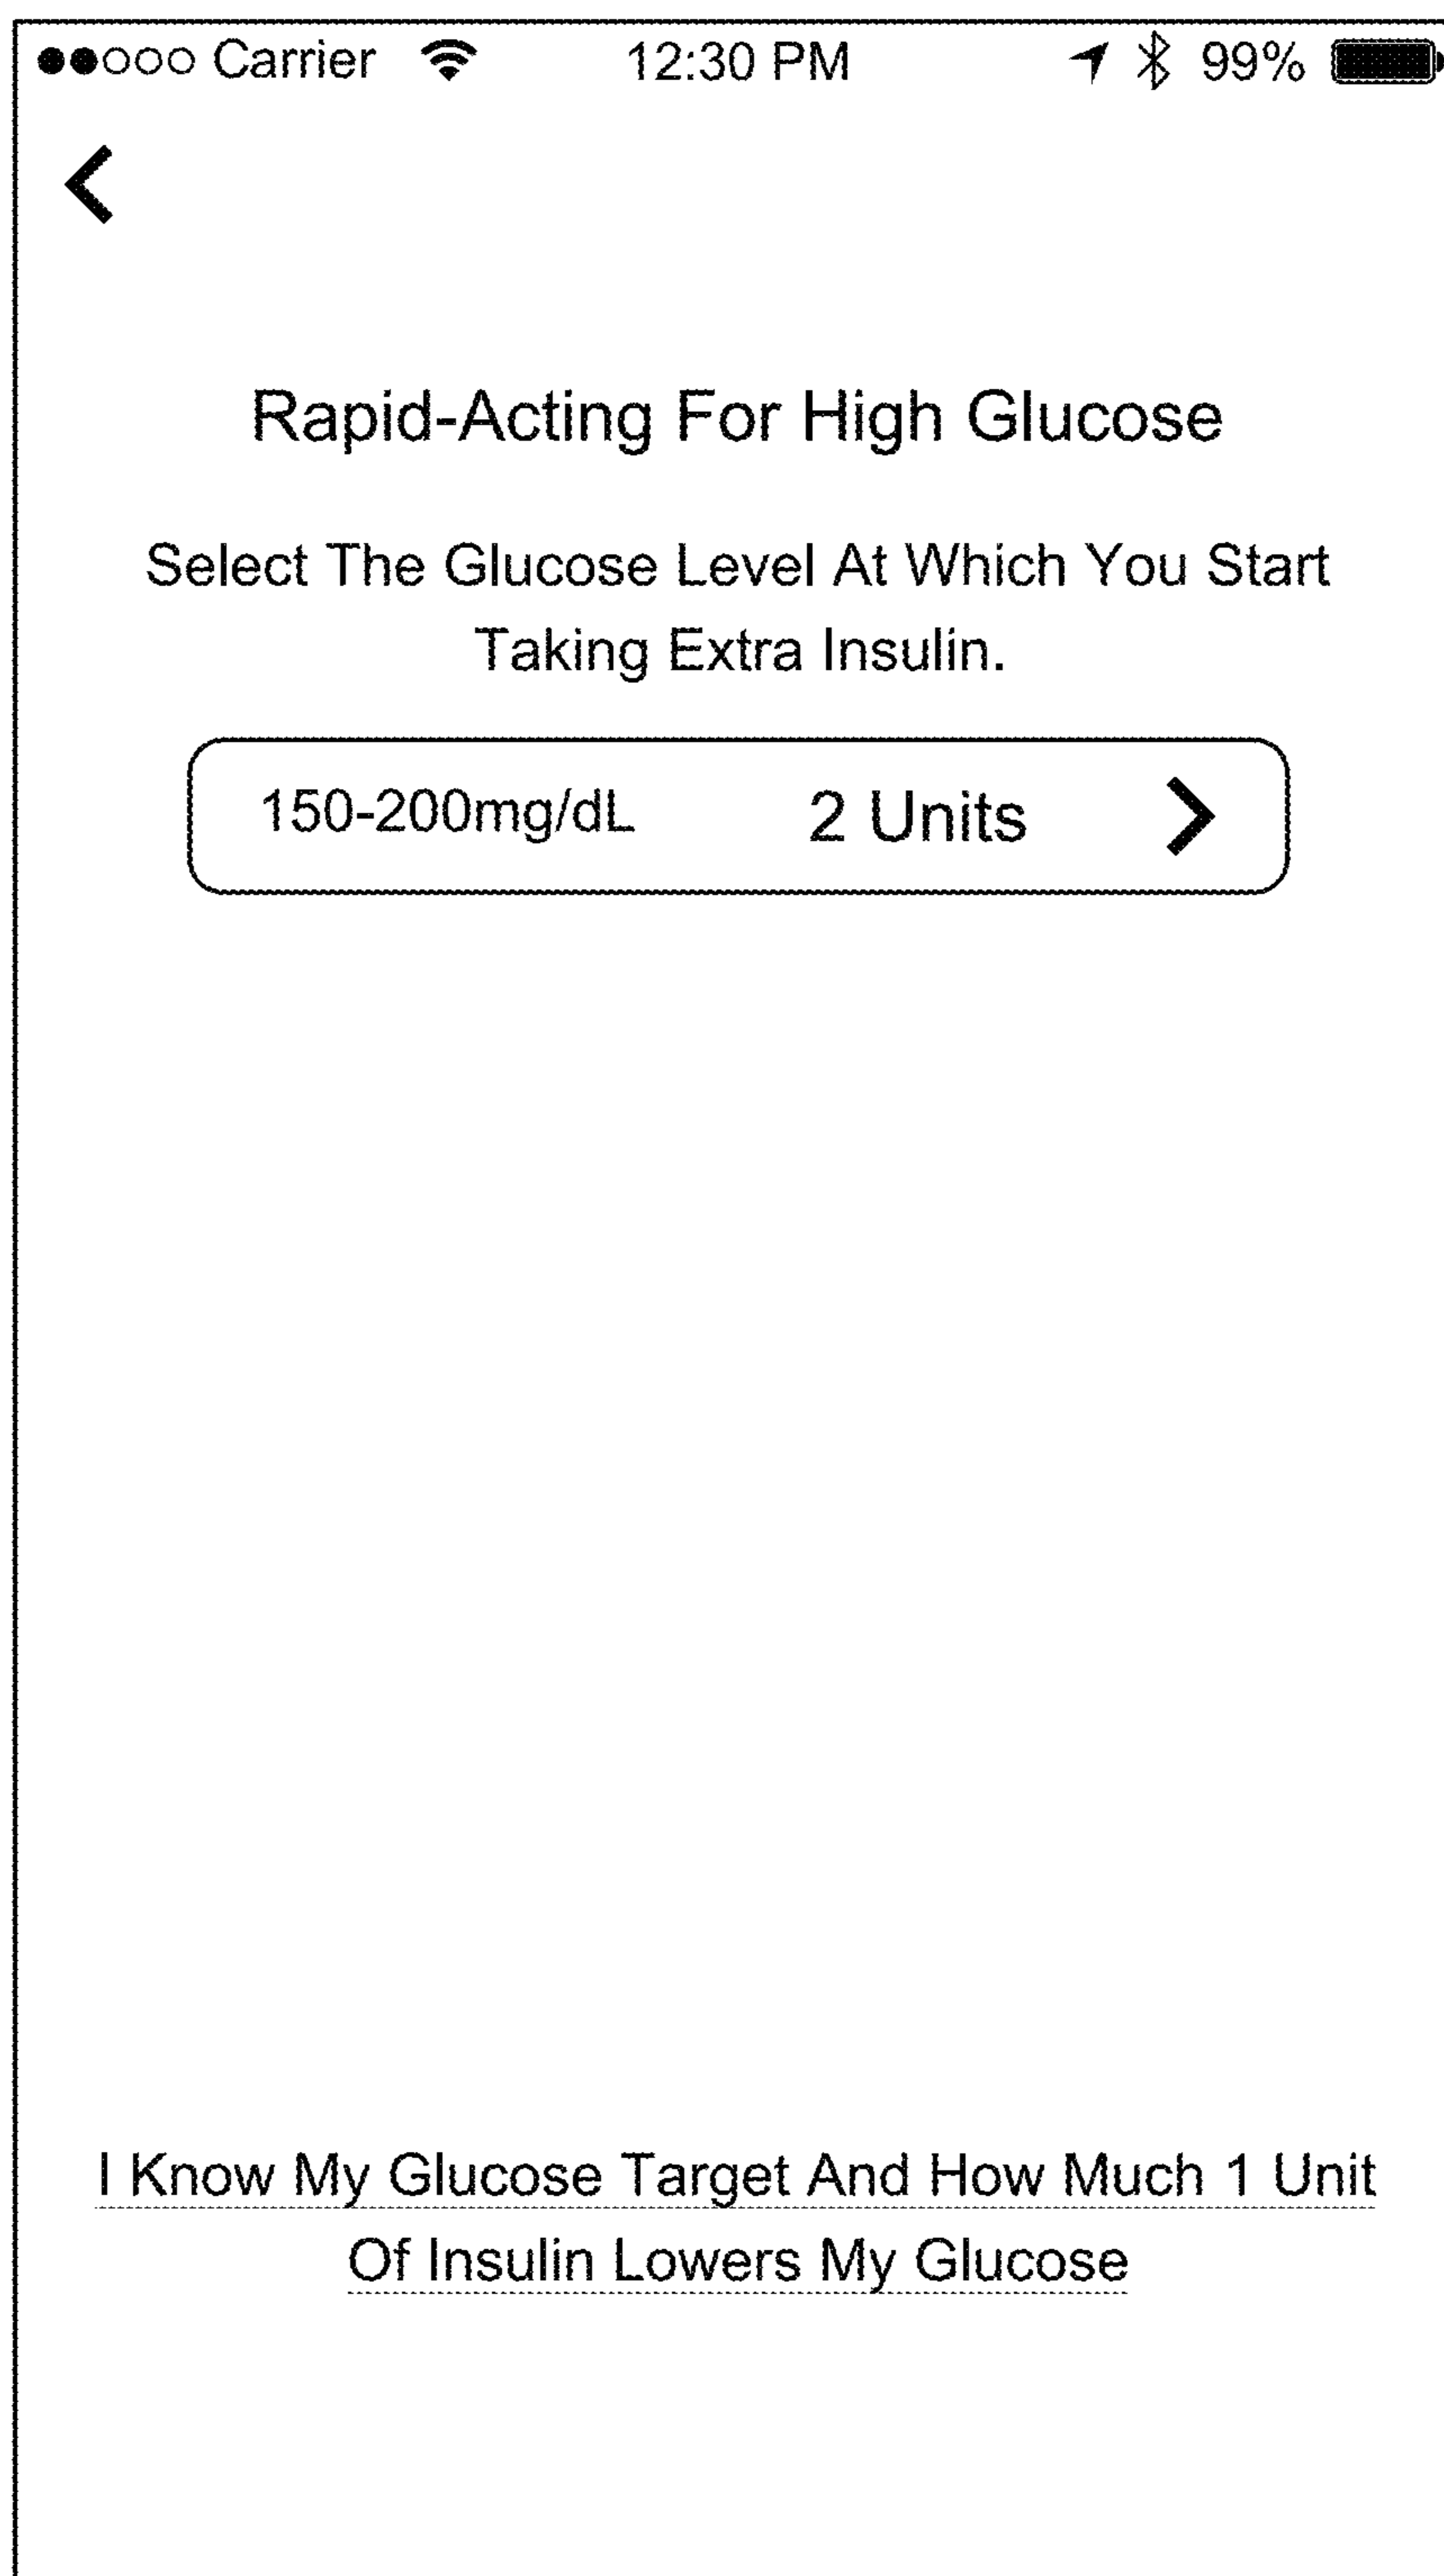 Carrier 12:30 PM 99%
Rapid-Acting For High Glucose
Select The Glucose Level At Which You Start
Taking Extra Insulin.
150-200mg/dL 2 Units
I Know My Glucose Target And How Much 1 Unit
Of Insulin Lowers My Glucose